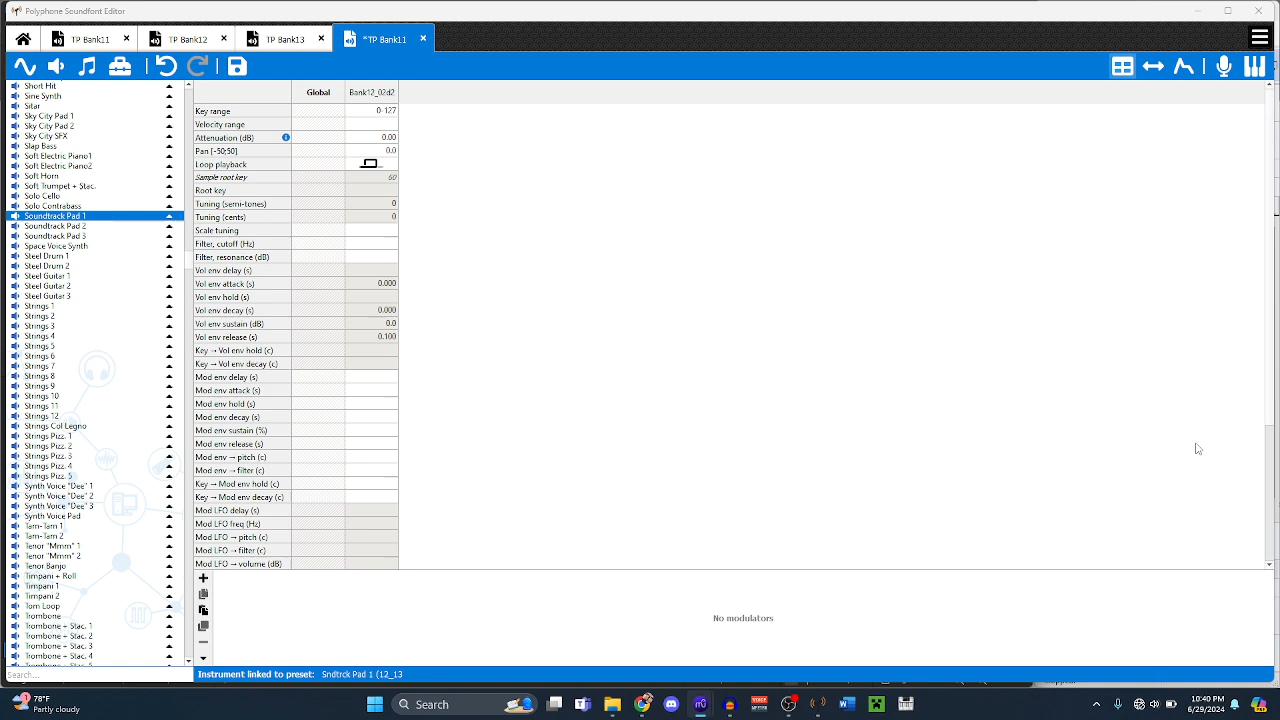 Polyphone Soundfont Editor
TP Bank11
TP Bank12
TP Bank13
*TP Bank11
Short Hit
Sine Synth
Sitar
Sky City Pad 1
Sky City Pad 2
Sky City SFX
Slap Bass
Soft Electric Piano1
Soft Electric Piano2
Soft Horn
Soft Trumpet + Stac.
Solo Cello
Solo Contrabass
Soundtrack Pad 1
Soundtrack Pad 2
Soundtrack Pad 3
Space Voice Synth
Steel Drum 1
Steel Drum 2
Steel Guitar 1
Steel Guitar 2
Steel Guitar 3
Strings 1
Strings 2
Strings 3
Strings 4
Strings 5
Strings 6
Strings 7
Strings 8
Strings 9
Strings 10
Strings 11
Strings 12
Strings Col Legno
Strings Pizz. 1
Strings Pizz. 2
Strings Pizz. 3
Strings Pizz. 4
Strings Pizz. 5
Synth Voice "Dee" 1
Synth Voice "Dee" 2
Synth Voice "Dee" 3
Synth Voice Pad
Tam-Tam 1
Tam-Tam 2
Tenor "Mmm" 1
Tenor "Mmm" 2
Tenor Banjo
Timpani + Roll
Timpani 1
Timpani 2
Tom Loop
Trombone
Trombone + Stac. 1
Trombone + Stac. 2
Trombone + Stac. 3
Trombone + Stac. 4
Trombone + Stac. 5
Search...
Global Bank12_02d2
Key range 0-127
Velocity range
Attenuation (dB) 0.00
Pan [-50;50] 0.0
Loop playback
Sample root key 60
Root key
Tuning (semi-tones) 0
Tuning (cents) 0
Scale tuning
Filter, cutoff (Hz)
Filter, resonance (dB)
Vol env delay (s)
Vol env attack (s) 0.000
Vol env hold (s)
Vol env decay (s) 0.000
Vol env sustain (dB) 0.0
Vol env release (s) 0.100
Key → Vol env hold (c)
Key → Vol env decay (c)
Mod env delay (s)
Mod env attack (s)
Mod env hold (s)
Mod env decay (s)
Mod env sustain (%)
Mod env release (s)
Mod env → pitch (c)
Mod env → filter (c)
Key → Mod env hold (c)
Key → Mod env decay (c)
Mod LFO delay (s)
Mod LFO freq (Hz)
Mod LFO → pitch (c)
Mod LFO → filter (c)
Mod LFO → volume (dB)
No modulators
Instrument linked to preset: Sndtrck Pad 1 (12_13
78°F
Partly cloudy
Search
10:40 PM
6/29/2024